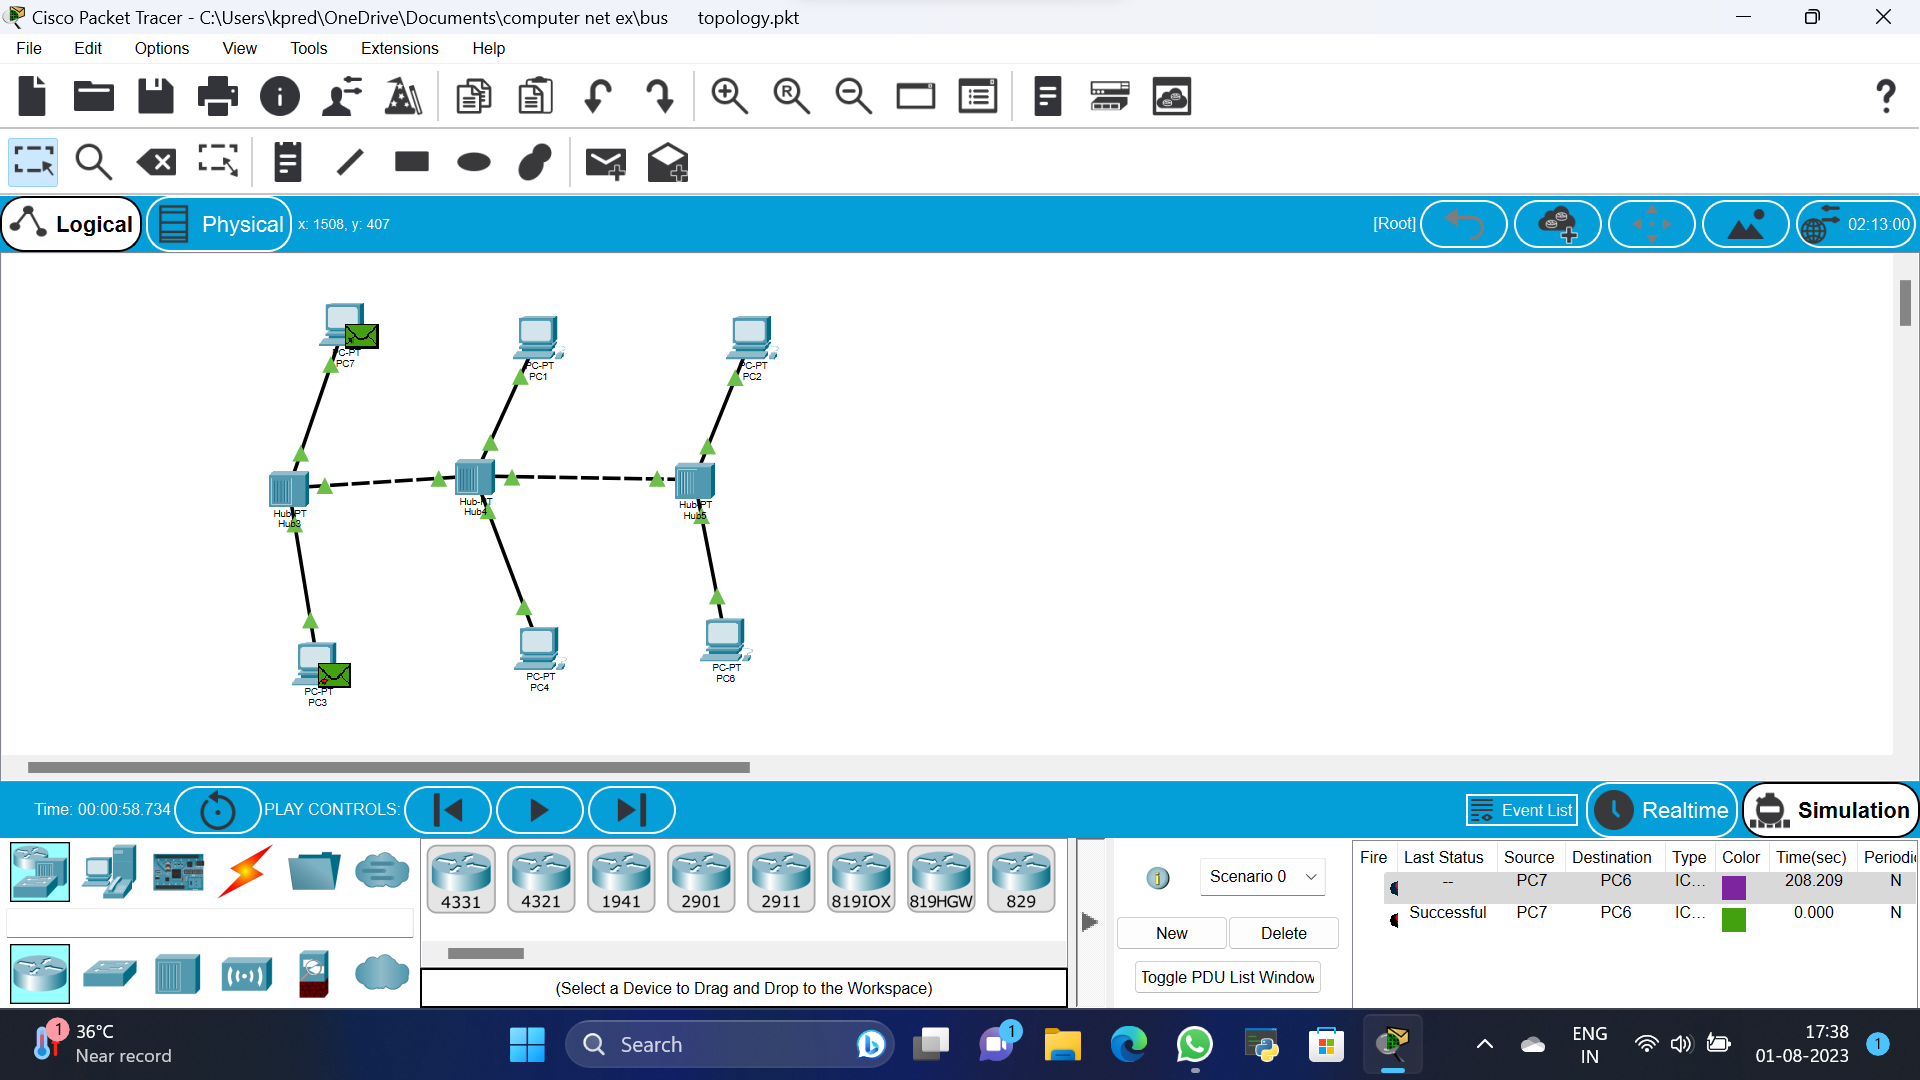 Cisco Packet Tracer - C:\Users\kpred\OneDrive\Documents\computer net ex\bus topology.pkt
File Edit Options View Tools Extensions Help
R
Logical Physical x: 1508, y: 407 [Root] 02:13:00
PC-PT
PC7
PC-PT
PC1
PC-PT
PC2
Hub-PT
Hub3
Hub-PT
Hub4
Hub-PT
Hub5
PC-PT
PC3
PC-PT
PC4
PC-PT
PC6
Time: 00:00:58.734 PLAY CONTROLS: Event List Realtime Simulation
4331 4321 1941 2901 2911 819IOX 819HGW 829
(Select a Device to Drag and Drop to the Workspace)
Scenario 0
New Delete
Toggle PDU List Window
Fire Last Status Source Destination Type Color Time(sec) Periodic
-- PC7 PC6 IC... 208.209 N
Successful PC7 PC6 IC... 0.000 N
1 36°C
Near record
Search
1
ENG
IN
17:38
01-08-2023
1